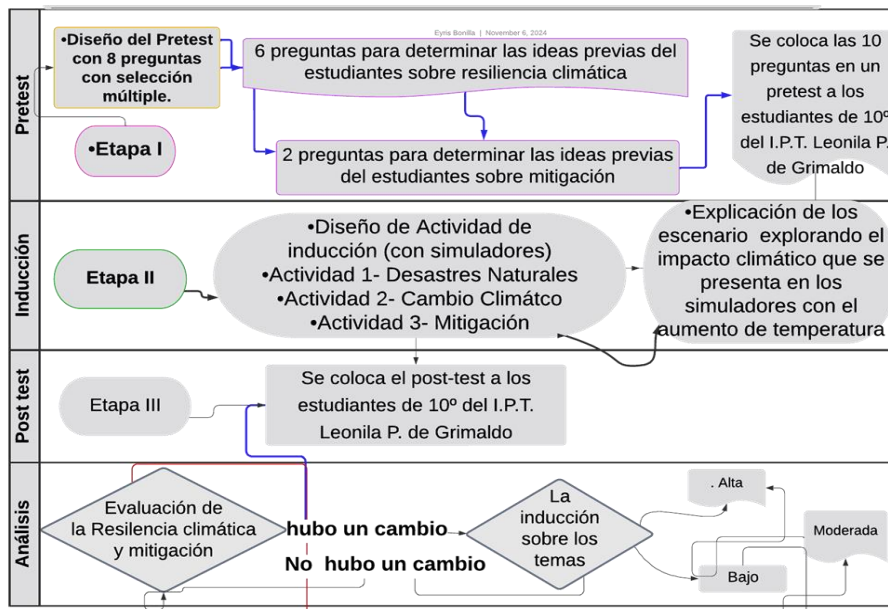 Eyris Bonilla | November 6, 2024
Pretest
•Diseño del Pretest
con 8 preguntas
con selección
múltiple.
•Etapa I
6 preguntas para determinar las ideas previas del
estudiantes sobre resiliencia climática
2 preguntas para determinar las ideas previas
del estudiantes sobre mitigación
Se coloca las 10
preguntas en un
pretest a los
estudiantes de 10º
del I.P.T. Leonila P.
de Grimaldo
Inducción
Etapa II
•Diseño de Actividad de
inducción (con simuladores)
•Actividad 1- Desastres Naturales
•Actividad 2- Cambio Climátco
•Actividad 3- Mitigación
•Explicación de los
escenario explorando el
impacto climático que se
presenta en los
simuladores con el
aumento de temperatura
Post test
Etapa III
Se coloca el post-test a los
estudiantes de 10º del I.P.T.
Leonila P. de Grimaldo
Análisis
Evaluación de
la Resilencia climática
y mitigación
hubo un cambio
No hubo un cambio
La
inducción
sobre los
temas
. Alta
Moderada
Bajo